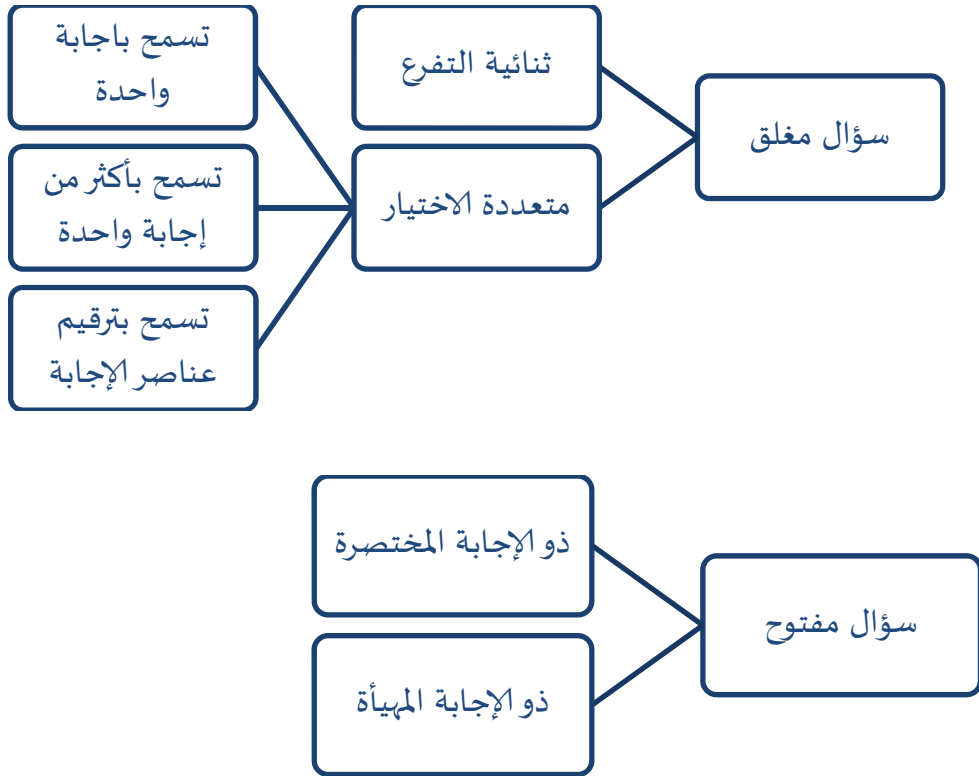 سؤال مغلق
ثنائية التفرع
متعددة الاختيار
تسمح باجابة
واحدة
تسمح بأكثر من
إجابة واحدة
تسمح بترقيم
عناصر الإجابة
سؤال مفتوح
ذو الإجابة المختصرة
ذو الإجابة المهيأة